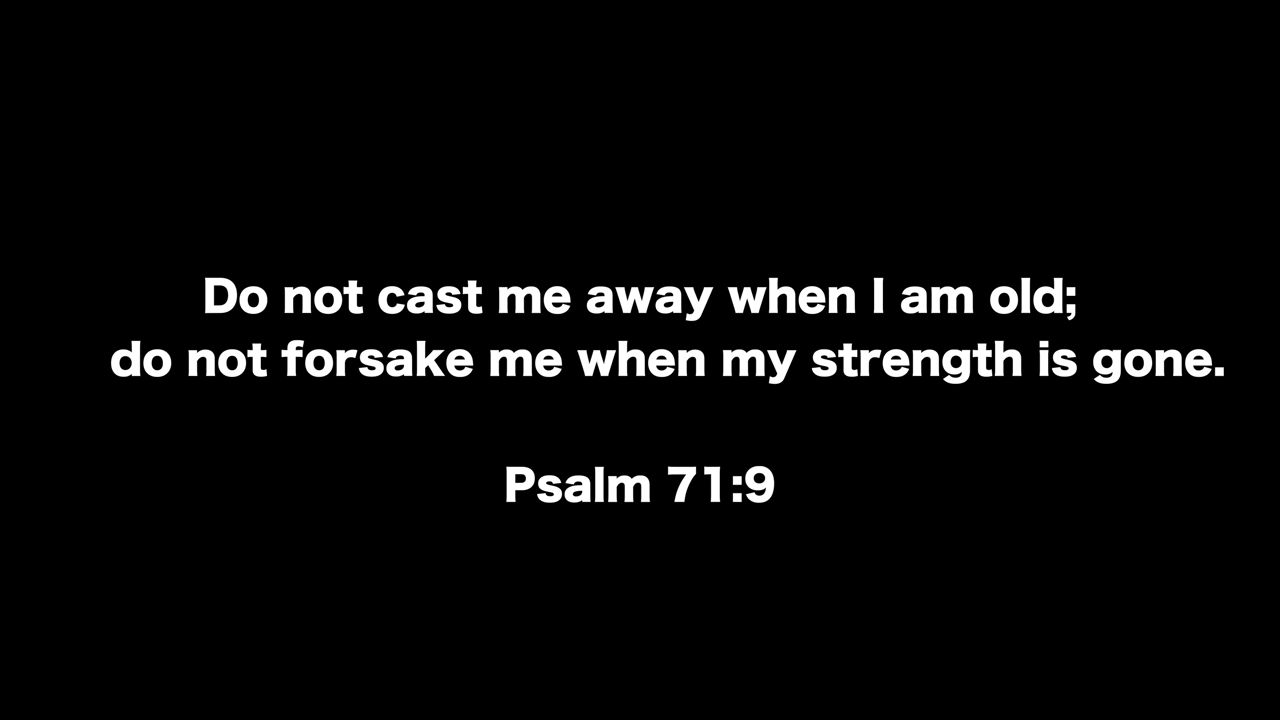 Do not cast me away when I am old;
do not forsake me when my strength is gone.
Psalm 71:9